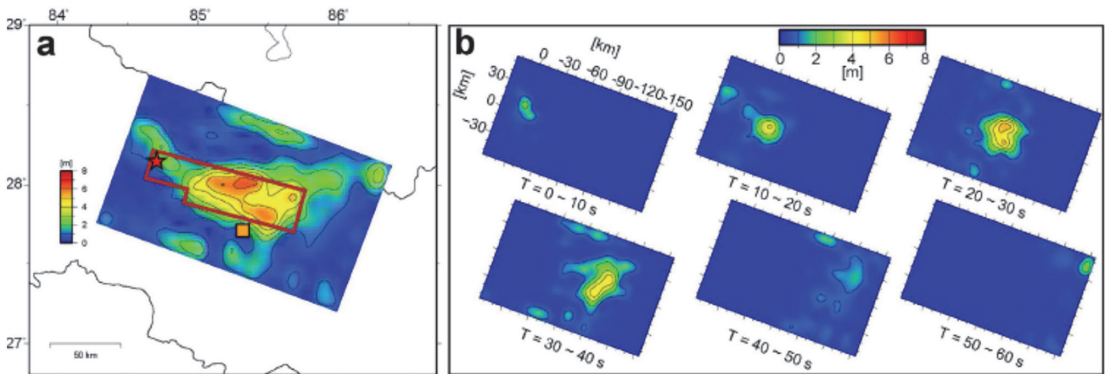 84˚ 85˚ 86˚
29˚
28˚
27˚
a
[m]
8
6
4
2
0
50 km
b
[km]
0 -30 -60 -90 -120 -150
[km]
30
0
-30
0 2 4 6 8
[m]
T = 0 ~ 10 s
T = 10 ~ 20 s
T = 20 ~ 30 s
T = 30 ~ 40 s
T = 40 ~ 50 s
T = 50 ~ 60 s